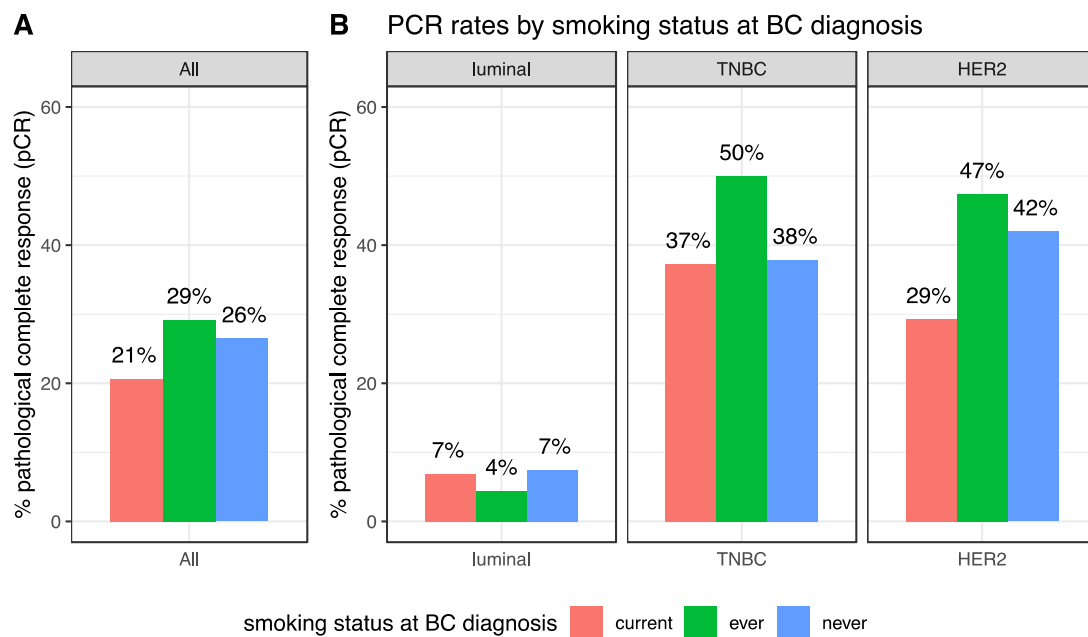 A
B PCR rates by smoking status at BC diagnosis
All
luminal
TNBC
HER2
% pathological complete response (pCR)
60
40
20
0
21%
29%
26%
All
% pathological complete response (pCR)
60
40
20
0
7%
4%
7%
luminal
37%
50%
38%
TNBC
29%
47%
42%
HER2
smoking status at BC diagnosis current ever never